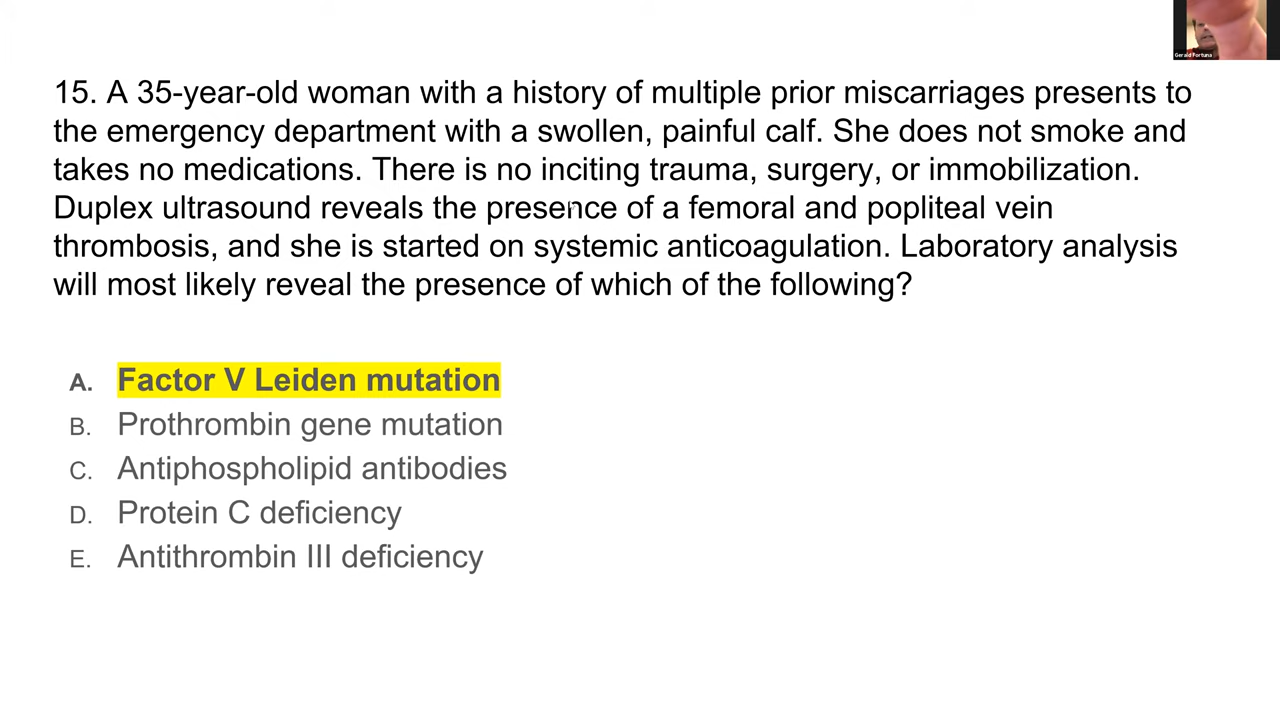 Gerald Fortuna
15. A 35-year-old woman with a history of multiple prior miscarriages presents to
the emergency department with a swollen, painful calf. She does not smoke and
takes no medications. There is no inciting trauma, surgery, or immobilization.
Duplex ultrasound reveals the presence of a femoral and popliteal vein
thrombosis, and she is started on systemic anticoagulation. Laboratory analysis
will most likely reveal the presence of which of the following?
A. Factor V Leiden mutation
B. Prothrombin gene mutation
C. Antiphospholipid antibodies
D. Protein C deficiency
E. Antithrombin III deficiency